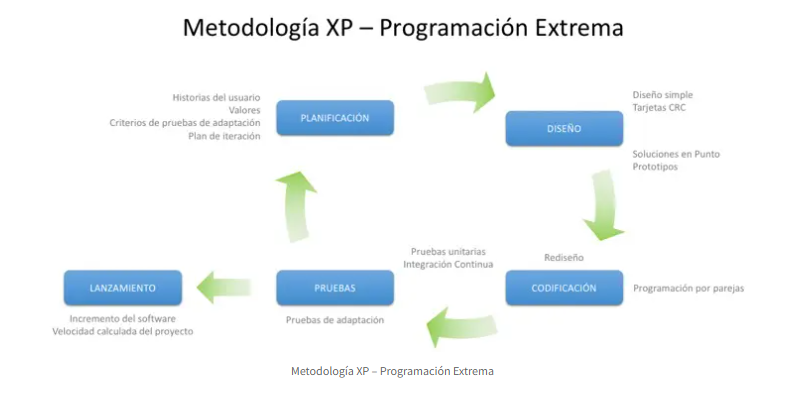 Metodología XP – Programación Extrema
Historias del usuario
Valores
Criterios de pruebas de adaptación
Plan de iteración
PLANIFICACIÓN
DISEÑO
Diseño simple
Tarjetas CRC
Soluciones en Punto
Prototipos
Rediseño
CODIFICACIÓN
Programación por parejas
Pruebas unitarias
Integración Continua
PRUEBAS
Pruebas de adaptación
LANZAMIENTO
Incremento del software
Velocidad calculada del proyecto
Metodología XP – Programación Extrema